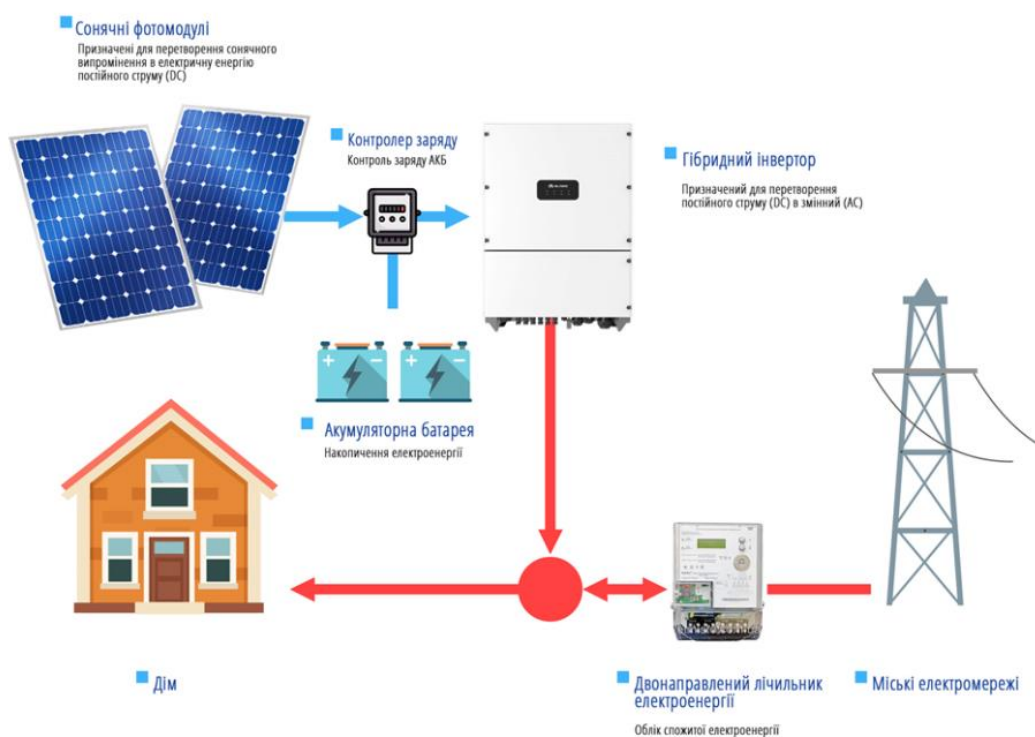 Сонячні фотомодулі
Призначені для перетворення сонячного
випромінення в електричну енергію
постійного струму (DC)
Контролер заряду
Контроль заряду АКБ
Гібридний інвертор
Призначений для перетворення
постійного струму (DC) в змінний (AC)
Акумуляторна батарея
Накопичення електроенергії
Дім
Двонаправлений лічильник
електроенергії
Облік спожитої електроенергії
Міські електромережі